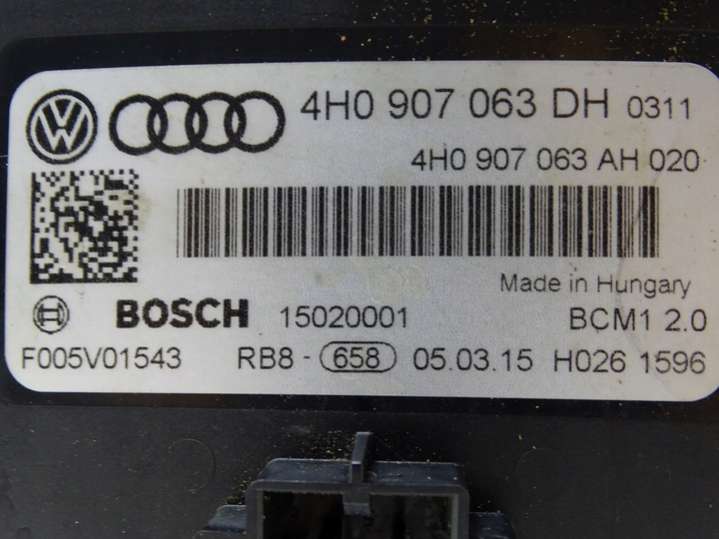 4H0 907 063 DH 0311
4H0 907 063 AH 020
Made in Hungary
BOSCH 15020001 BCM1 2.0
F005V01543 RB8 - 658 05.03.15 H026 1596